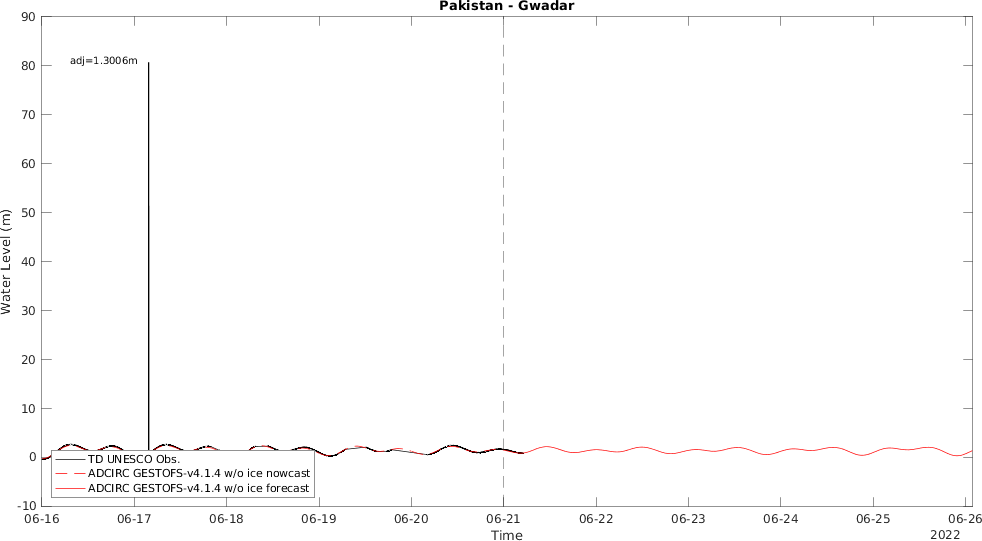 Pakistan - Gwadar
90
80
70
60
50
40
30
20
10
0
-10
Water Level (m)
adj=1.3006m
TD UNESCO Obs.
ADCIRC GESTOFS-v4.1.4 w/o ice nowcast
ADCIRC GESTOFS-v4.1.4 w/o ice forecast
06-16 06-17 06-18 06-19 06-20 06-21 06-22 06-23 06-24 06-25 06-26
Time
2022